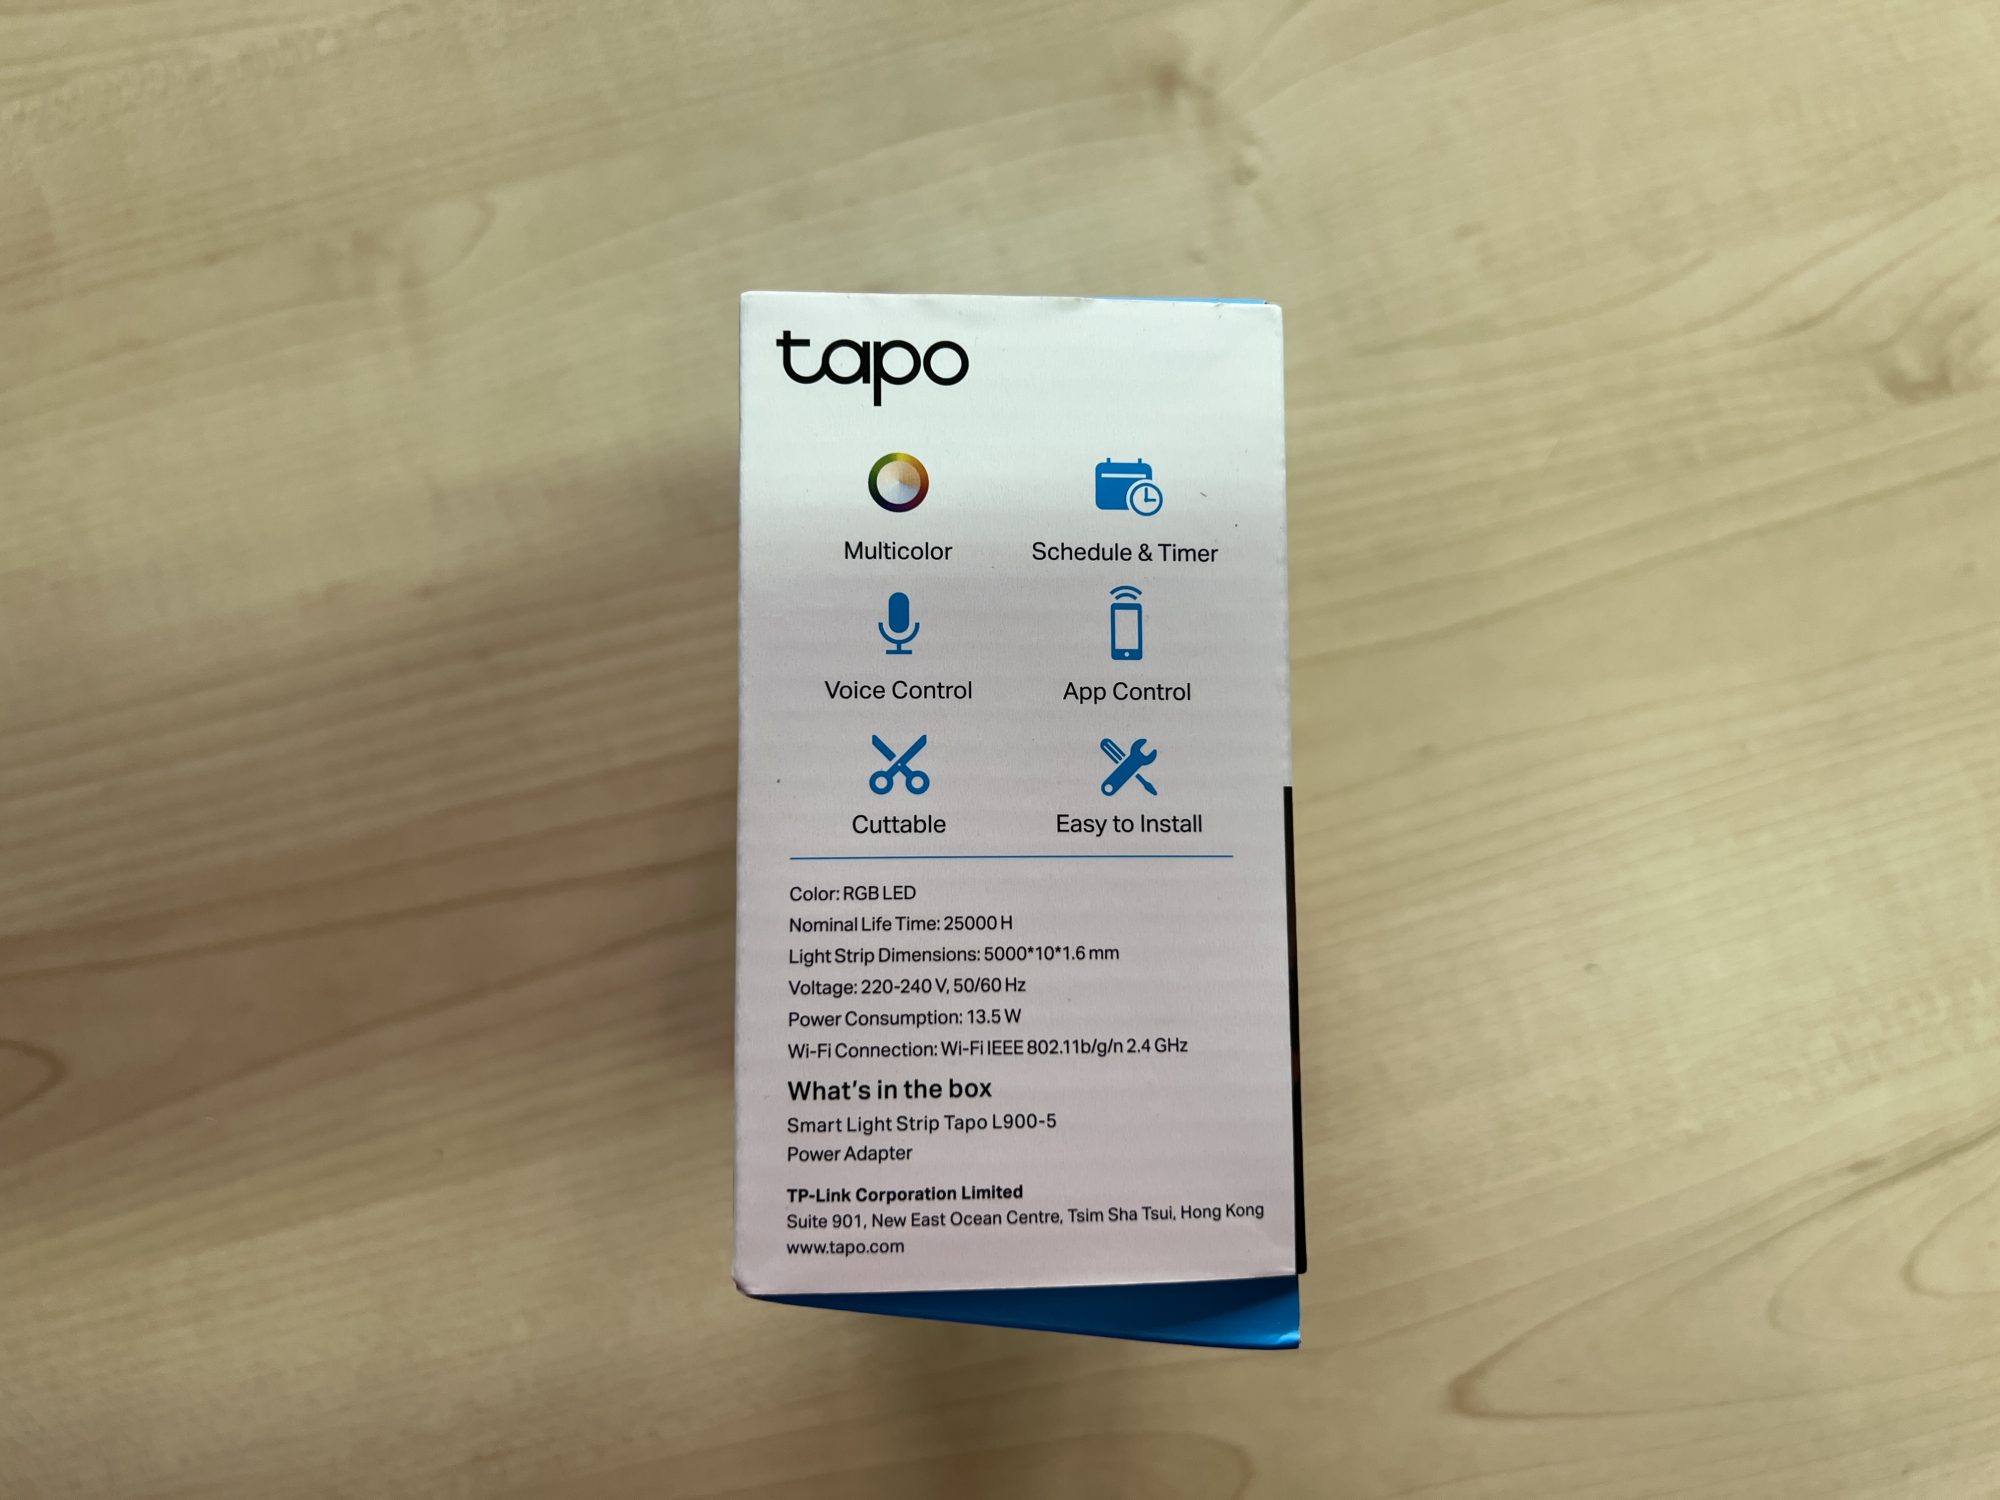 tapo
Multicolor
Schedule & Timer
Voice Control
App Control
Cuttable
Easy to Install
Color: RGB LED
Nominal Life Time: 25000 H
Light Strip Dimensions: 5000*10*1.6 mm
Voltage: 220-240 V, 50/60 Hz
Power Consumption: 13.5 W
Wi-Fi Connection: Wi-Fi IEEE 802.11b/g/n 2.4 GHz
What's in the box
Smart Light Strip Tapo L900-5
Power Adapter
TP-Link Corporation Limited
Suite 901, New East Ocean Centre, Tsim Sha Tsui, Hong Kong
www.tapo.com